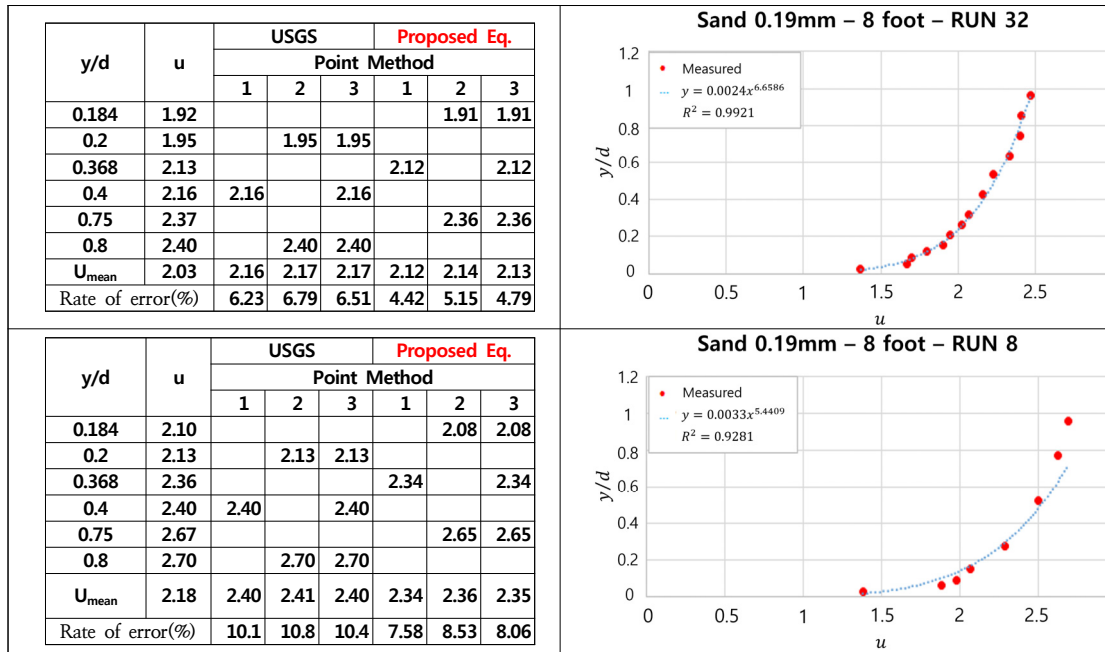 y/d u USGS Proposed Eq.
Point Method
1 2 3 1 2 3
0.184 1.92 1.91 1.91
0.2 1.95 1.95 1.95
0.368 2.13 2.12 2.12
0.4 2.16 2.16 2.16
0.75 2.37 2.36 2.36
0.8 2.40 2.40 2.40
Umean 2.03 2.16 2.17 2.17 2.12 2.14 2.13
Rate of error(%) 6.23 6.79 6.51 4.42 5.15 4.79
Sand 0.19mm – 8 foot – RUN 32
1.2
1
0.8
0.6
0.4
0.2
0
y/d
Measured
y = 0.0024x^6.6586
R² = 0.9921
0 0.5 1 1.5 2 2.5
u
y/d u USGS Proposed Eq.
Point Method
1 2 3 1 2 3
0.184 2.10 2.08 2.08
0.2 2.13 2.13 2.13
0.368 2.36 2.34 2.34
0.4 2.40 2.40 2.40
0.75 2.67 2.65 2.65
0.8 2.70 2.70 2.70
Umean 2.18 2.40 2.41 2.40 2.34 2.36 2.35
Rate of error(%) 10.1 10.8 10.4 7.58 8.53 8.06
Sand 0.19mm – 8 foot – RUN 8
1.2
1
0.8
0.6
0.4
0.2
0
y/d
Measured
y = 0.0033x^5.4409
R² = 0.9281
0 0.5 1 1.5 2 2.5
u